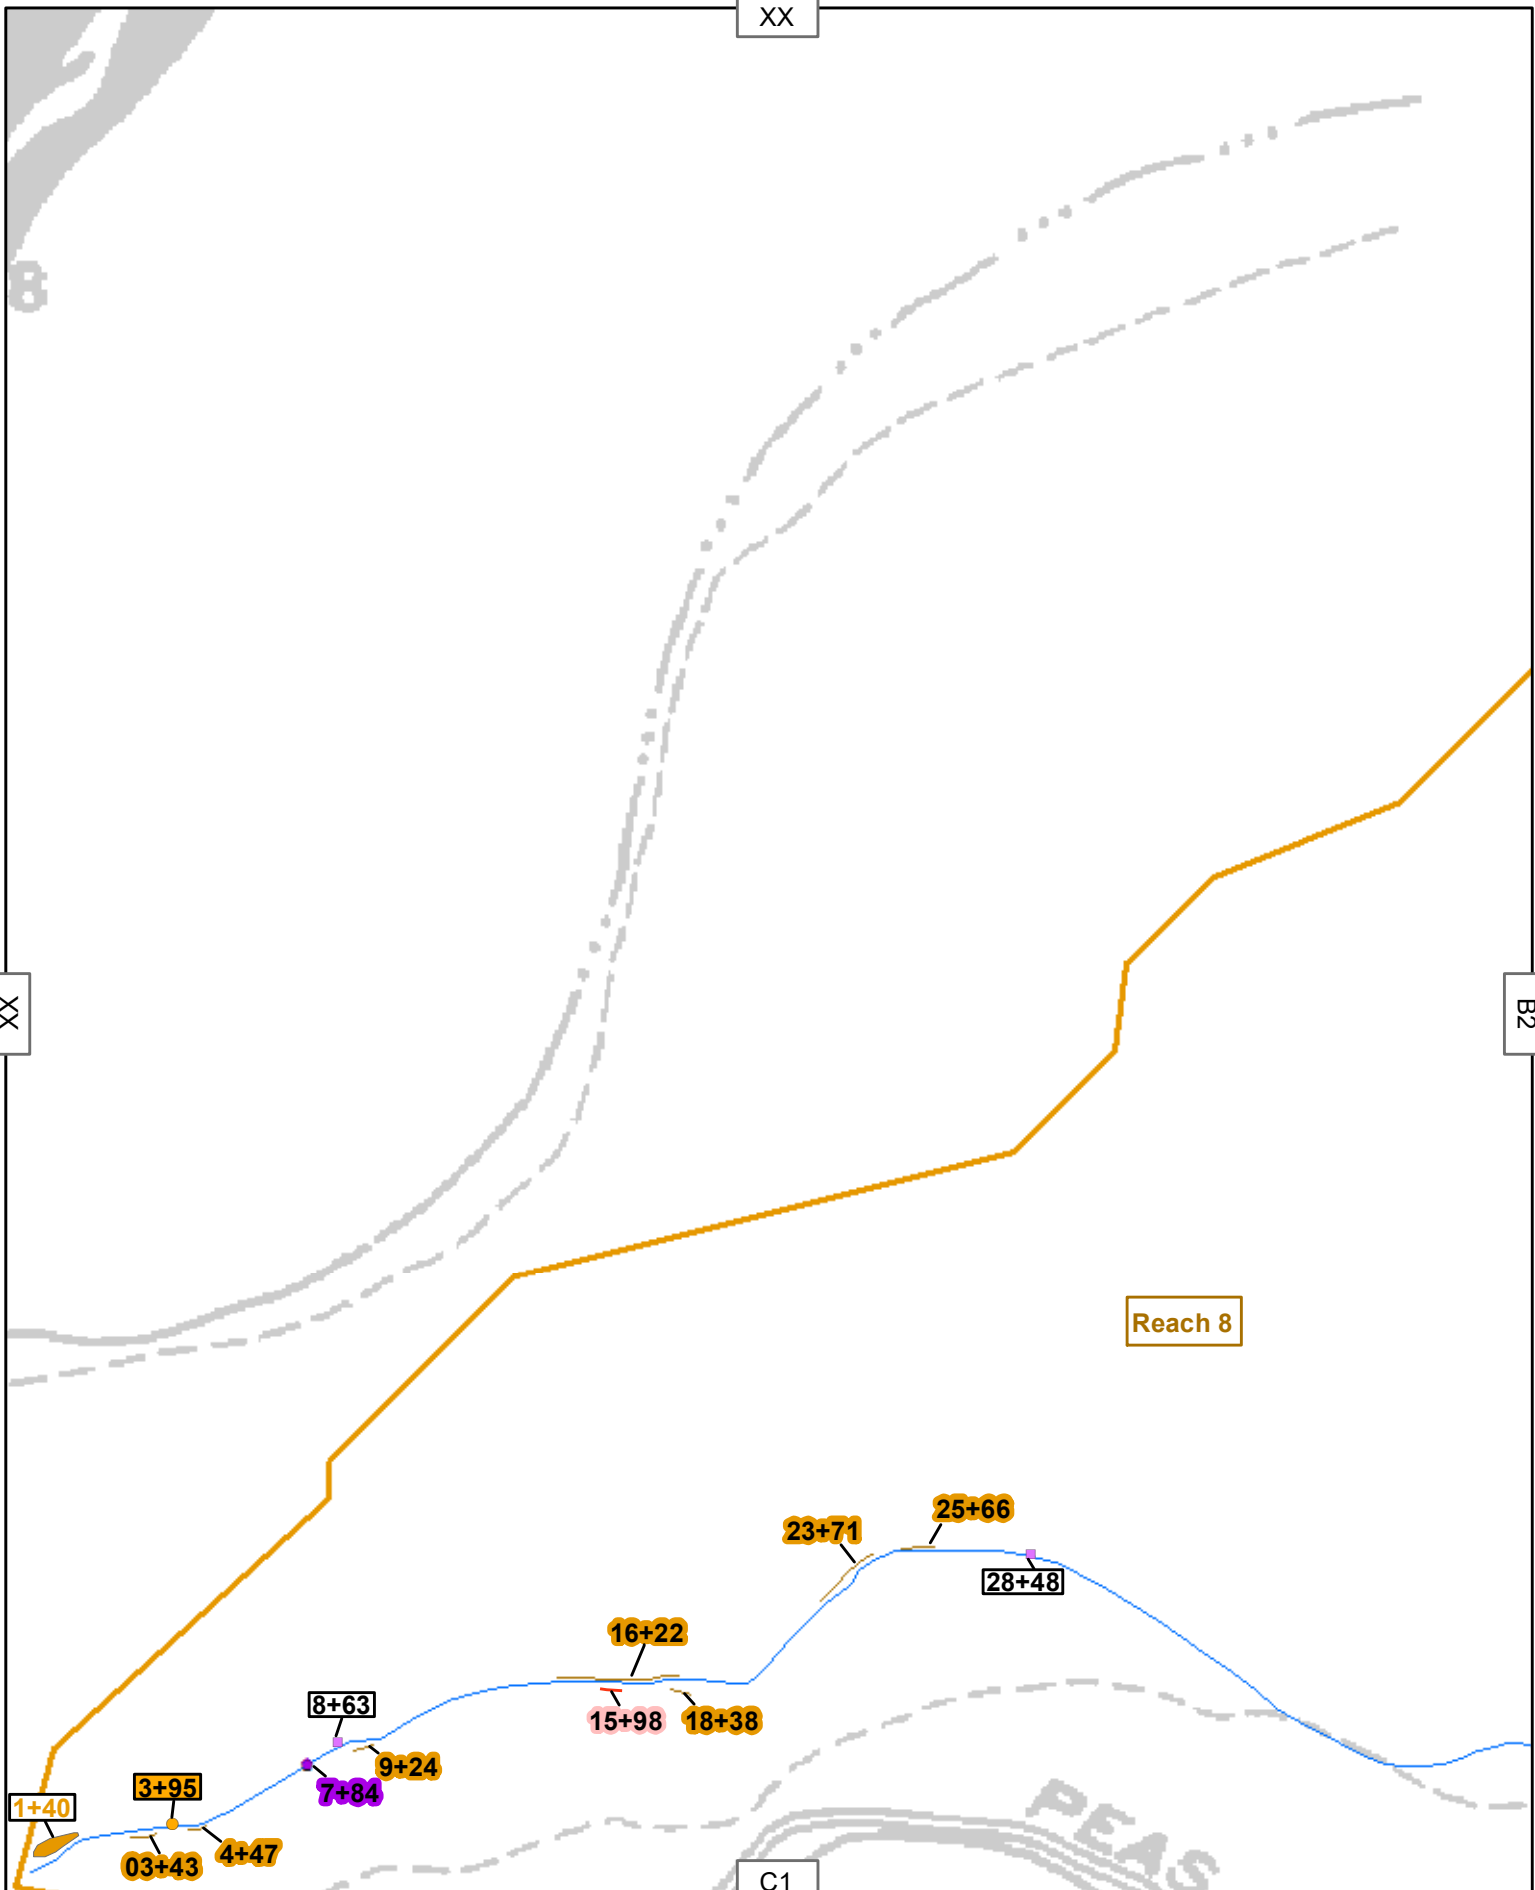 XX
8
XX
B2
Reach 8
25+66
23+71
28+48
16+22
15+98
18+38
8+63
9+24
3+95
7+84
1+40
4+47
03+43
PEAS
C1